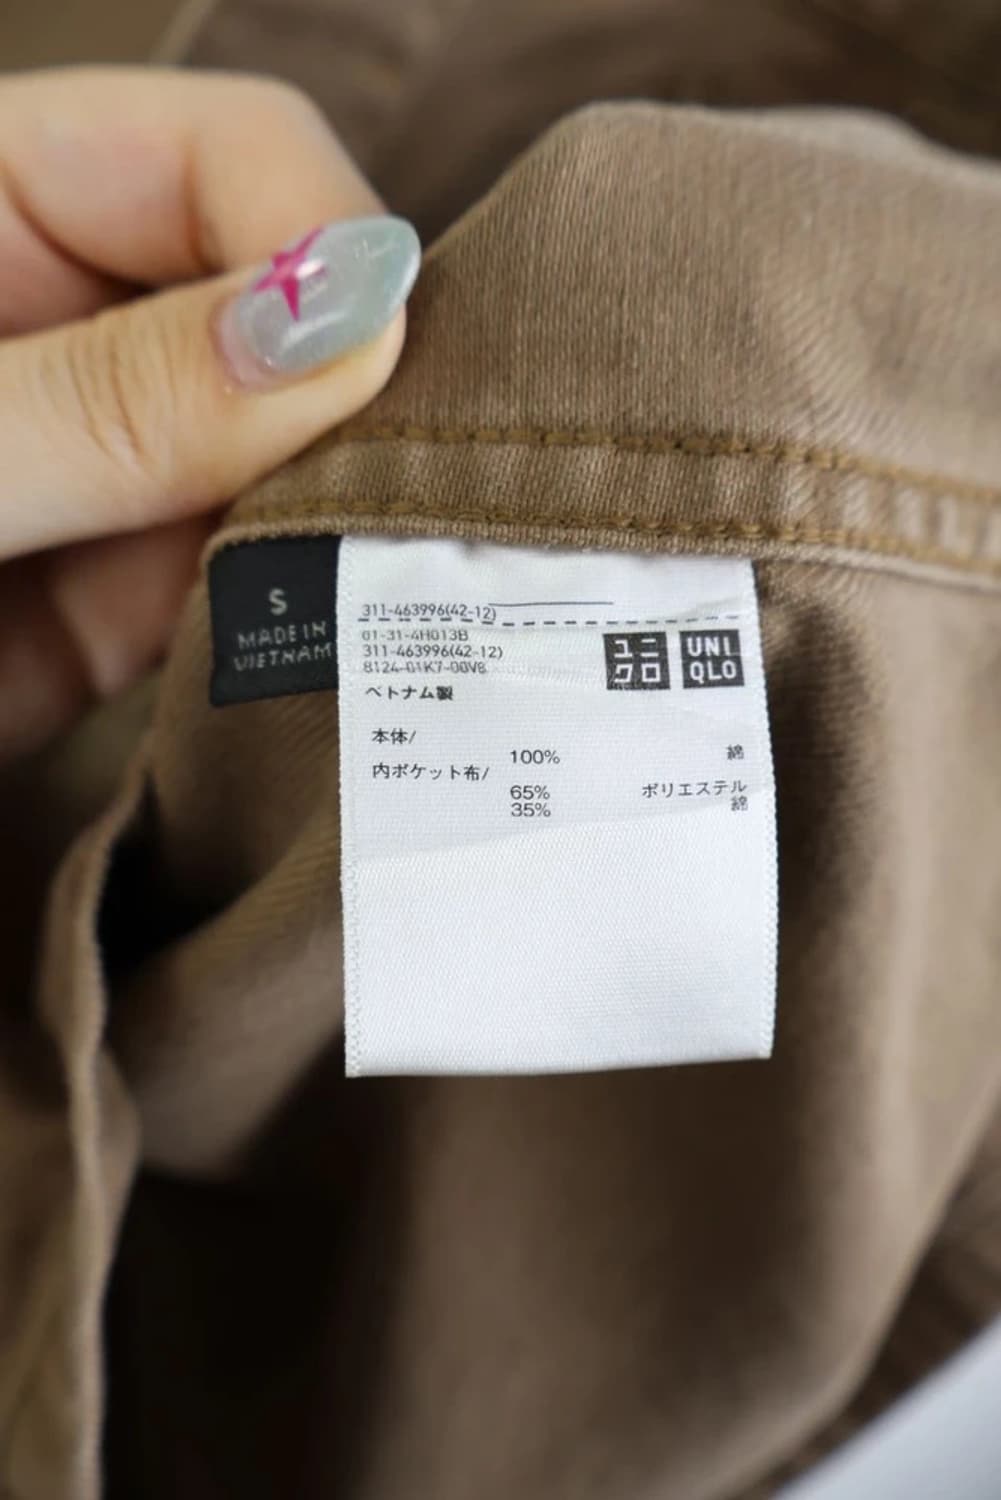 S
MADE IN
VIETNAM
311-463996(42-12)
01-31-4H013B
311-463996(42-12)
8124-01K7-00V8
ユニ
クロ
UNI
QLO
ベトナム製
本体/
100% 綿
内ポケット布/
65% ポリエステル
35% 綿